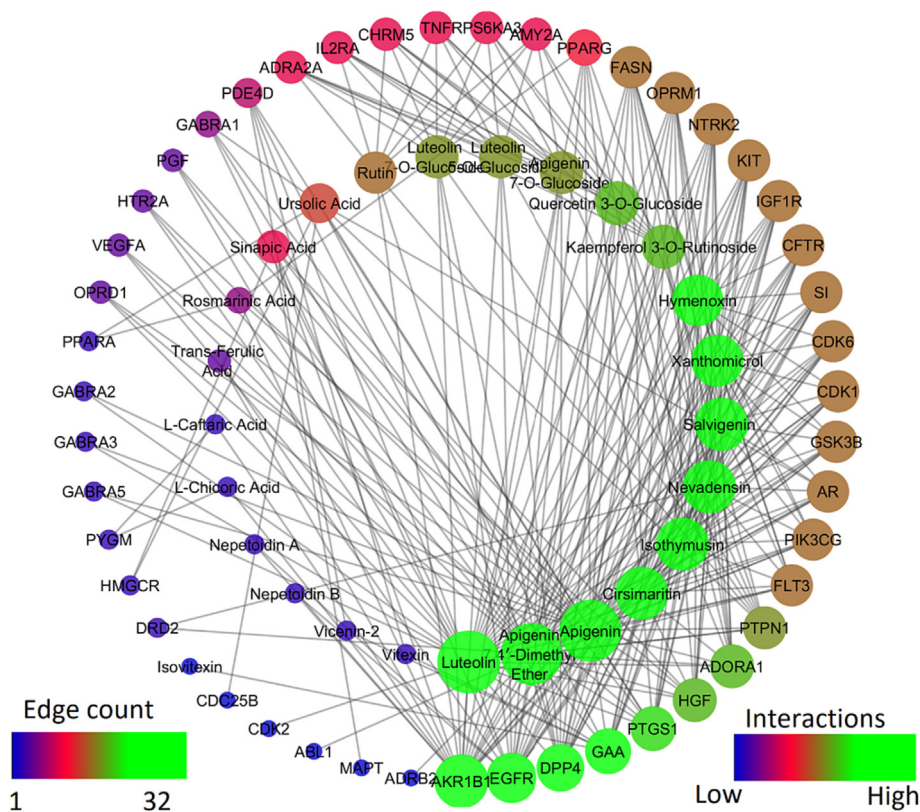 TNF
RPS6KA3
AMY2A
CHRM5
IL2RA
PPARG
ADRA2A
FASN
PDE4D
OPRM1
GABRA1
NTRK2
PGF
KIT
HTR2A
IGF1R
VEGFA
CFTR
OPRD1
SI
PPARA
CDK6
GABRA2
CDK1
GABRA3
GSK3B
GABRA5
AR
PYGM
PIK3CG
HMGCR
FLT3
DRD2
PTPN1
Isovitexin
ADORA1
CDC25B
HGF
CDK2
PTGS1
ABL1
GAA
MAPT
DPP4
ADRB2
EGFR
AKR1B1
Luteolin
7-O-Glucoside
Luteolin
Apigenin
7-O-Glucoside
Rutin
Quercetin 3-O-Glucoside
Ursolic Acid
Kaempferol 3-O-Rutinoside
Sinapic Acid
Hymenoxin
Rosmarinic Acid
Xanthomicrol
Trans-Ferulic
Acid
Salvigenin
L-Caftaric Acid
Nevadensin
L-Chicoric Acid
Isothymusin
Nepetoidin A
Cirsimaritin
Nepetoidin B
Vicenin-2
Apigenin
Vitexin
Luteolin
Apigenin
4'-Dimethyl
Ether
Edge count
1 32
Interactions
Low High